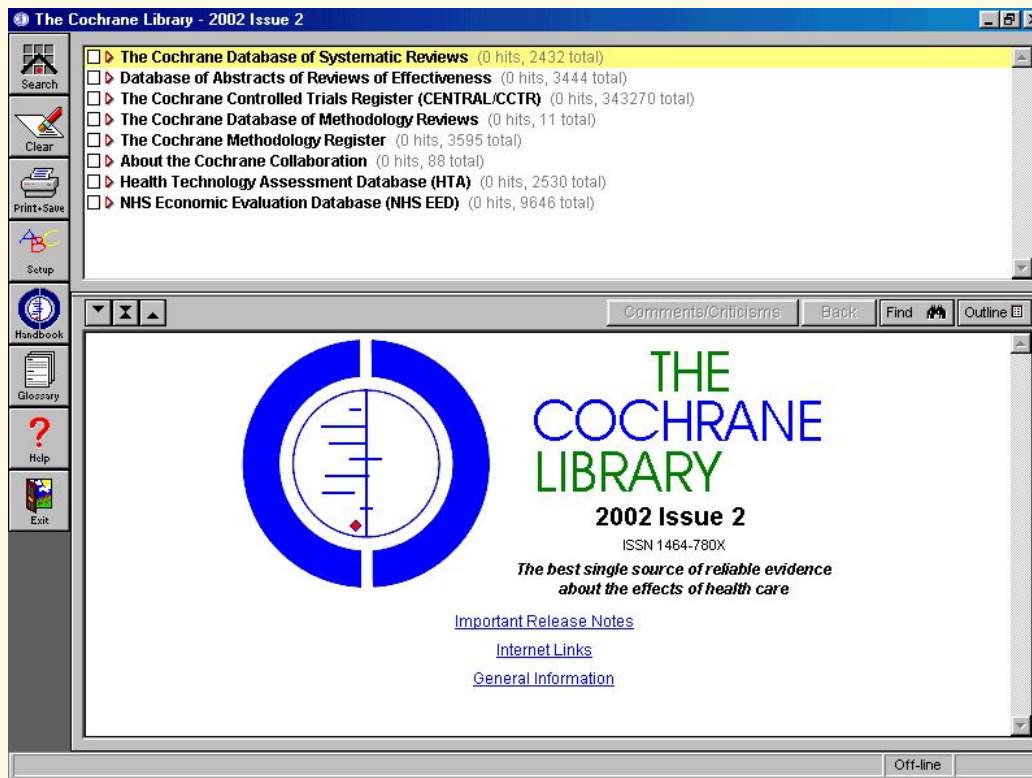 The Cochrane Library - 2002 Issue 2
Search
Clear
Print+Save
ABC
Setup
Handbook
Glossary
?
Help
Exit
The Cochrane Database of Systematic Reviews (0 hits, 2432 total)
Database of Abstracts of Reviews of Effectiveness (0 hits, 3444 total)
The Cochrane Controlled Trials Register (CENTRAL/CCTR) (0 hits, 343270 total)
The Cochrane Database of Methodology Reviews (0 hits, 11 total)
The Cochrane Methodology Register (0 hits, 3595 total)
About the Cochrane Collaboration (0 hits, 88 total)
Health Technology Assessment Database (HTA) (0 hits, 2530 total)
NHS Economic Evaluation Database (NHS EED) (0 hits, 9646 total)
Comments/Criticisms Back Find Outline
THE
COCHRANE
LIBRARY
2002 Issue 2
ISSN 1464-780X
The best single source of reliable evidence
about the effects of health care
Important Release Notes
Internet Links
General Information
Off-line